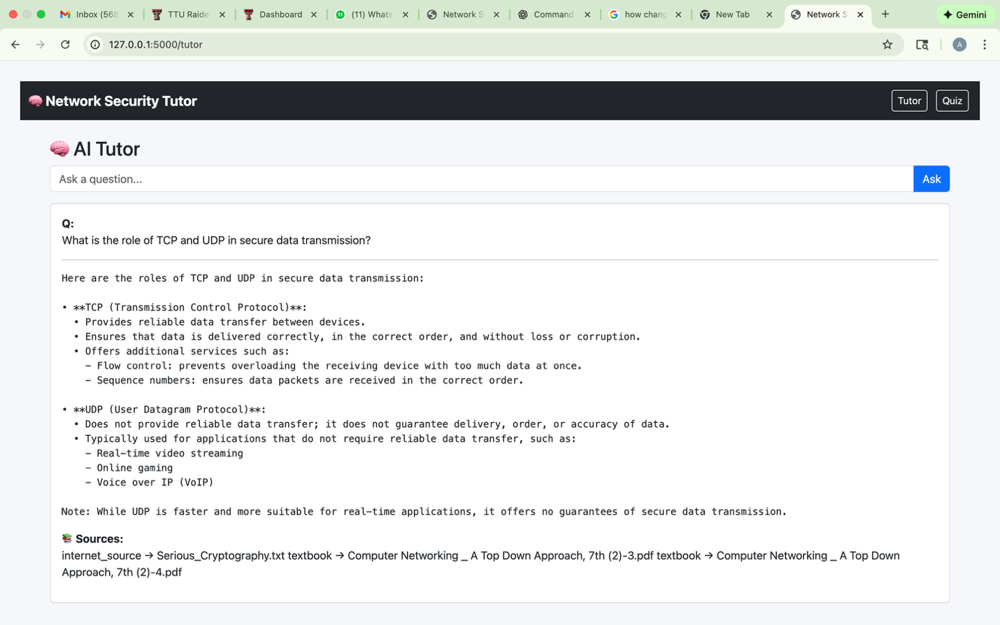 Inbox (568
TTU Raide
Dashboard
11
(11) Whats
Network S
Command
how chang
New Tab
Network S
Gemini
127.0.0.1:5000/tutor
A
Network Security Tutor
Tutor
Quiz
AI Tutor
Ask a question...
Ask
Q:
What is the role of TCP and UDP in secure data transmission?
Here are the roles of TCP and UDP in secure data transmission:
• **TCP (Transmission Control Protocol)**:
• Provides reliable data transfer between devices.
• Ensures that data is delivered correctly, in the correct order, and without loss or corruption.
• Offers additional services such as:
– Flow control: prevents overloading the receiving device with too much data at once.
– Sequence numbers: ensures data packets are received in the correct order.
• **UDP (User Datagram Protocol)**:
• Does not provide reliable data transfer; it does not guarantee delivery, order, or accuracy of data.
• Typically used for applications that do not require reliable data transfer, such as:
– Real-time video streaming
– Online gaming
– Voice over IP (VoIP)
Note: While UDP is faster and more suitable for real-time applications, it offers no guarantees of secure data transmission.
Sources:
internet_source → Serious_Cryptography.txt textbook → Computer Networking _ A Top Down Approach, 7th (2)-3.pdf textbook → Computer Networking _ A Top Down
Approach, 7th (2)-4.pdf